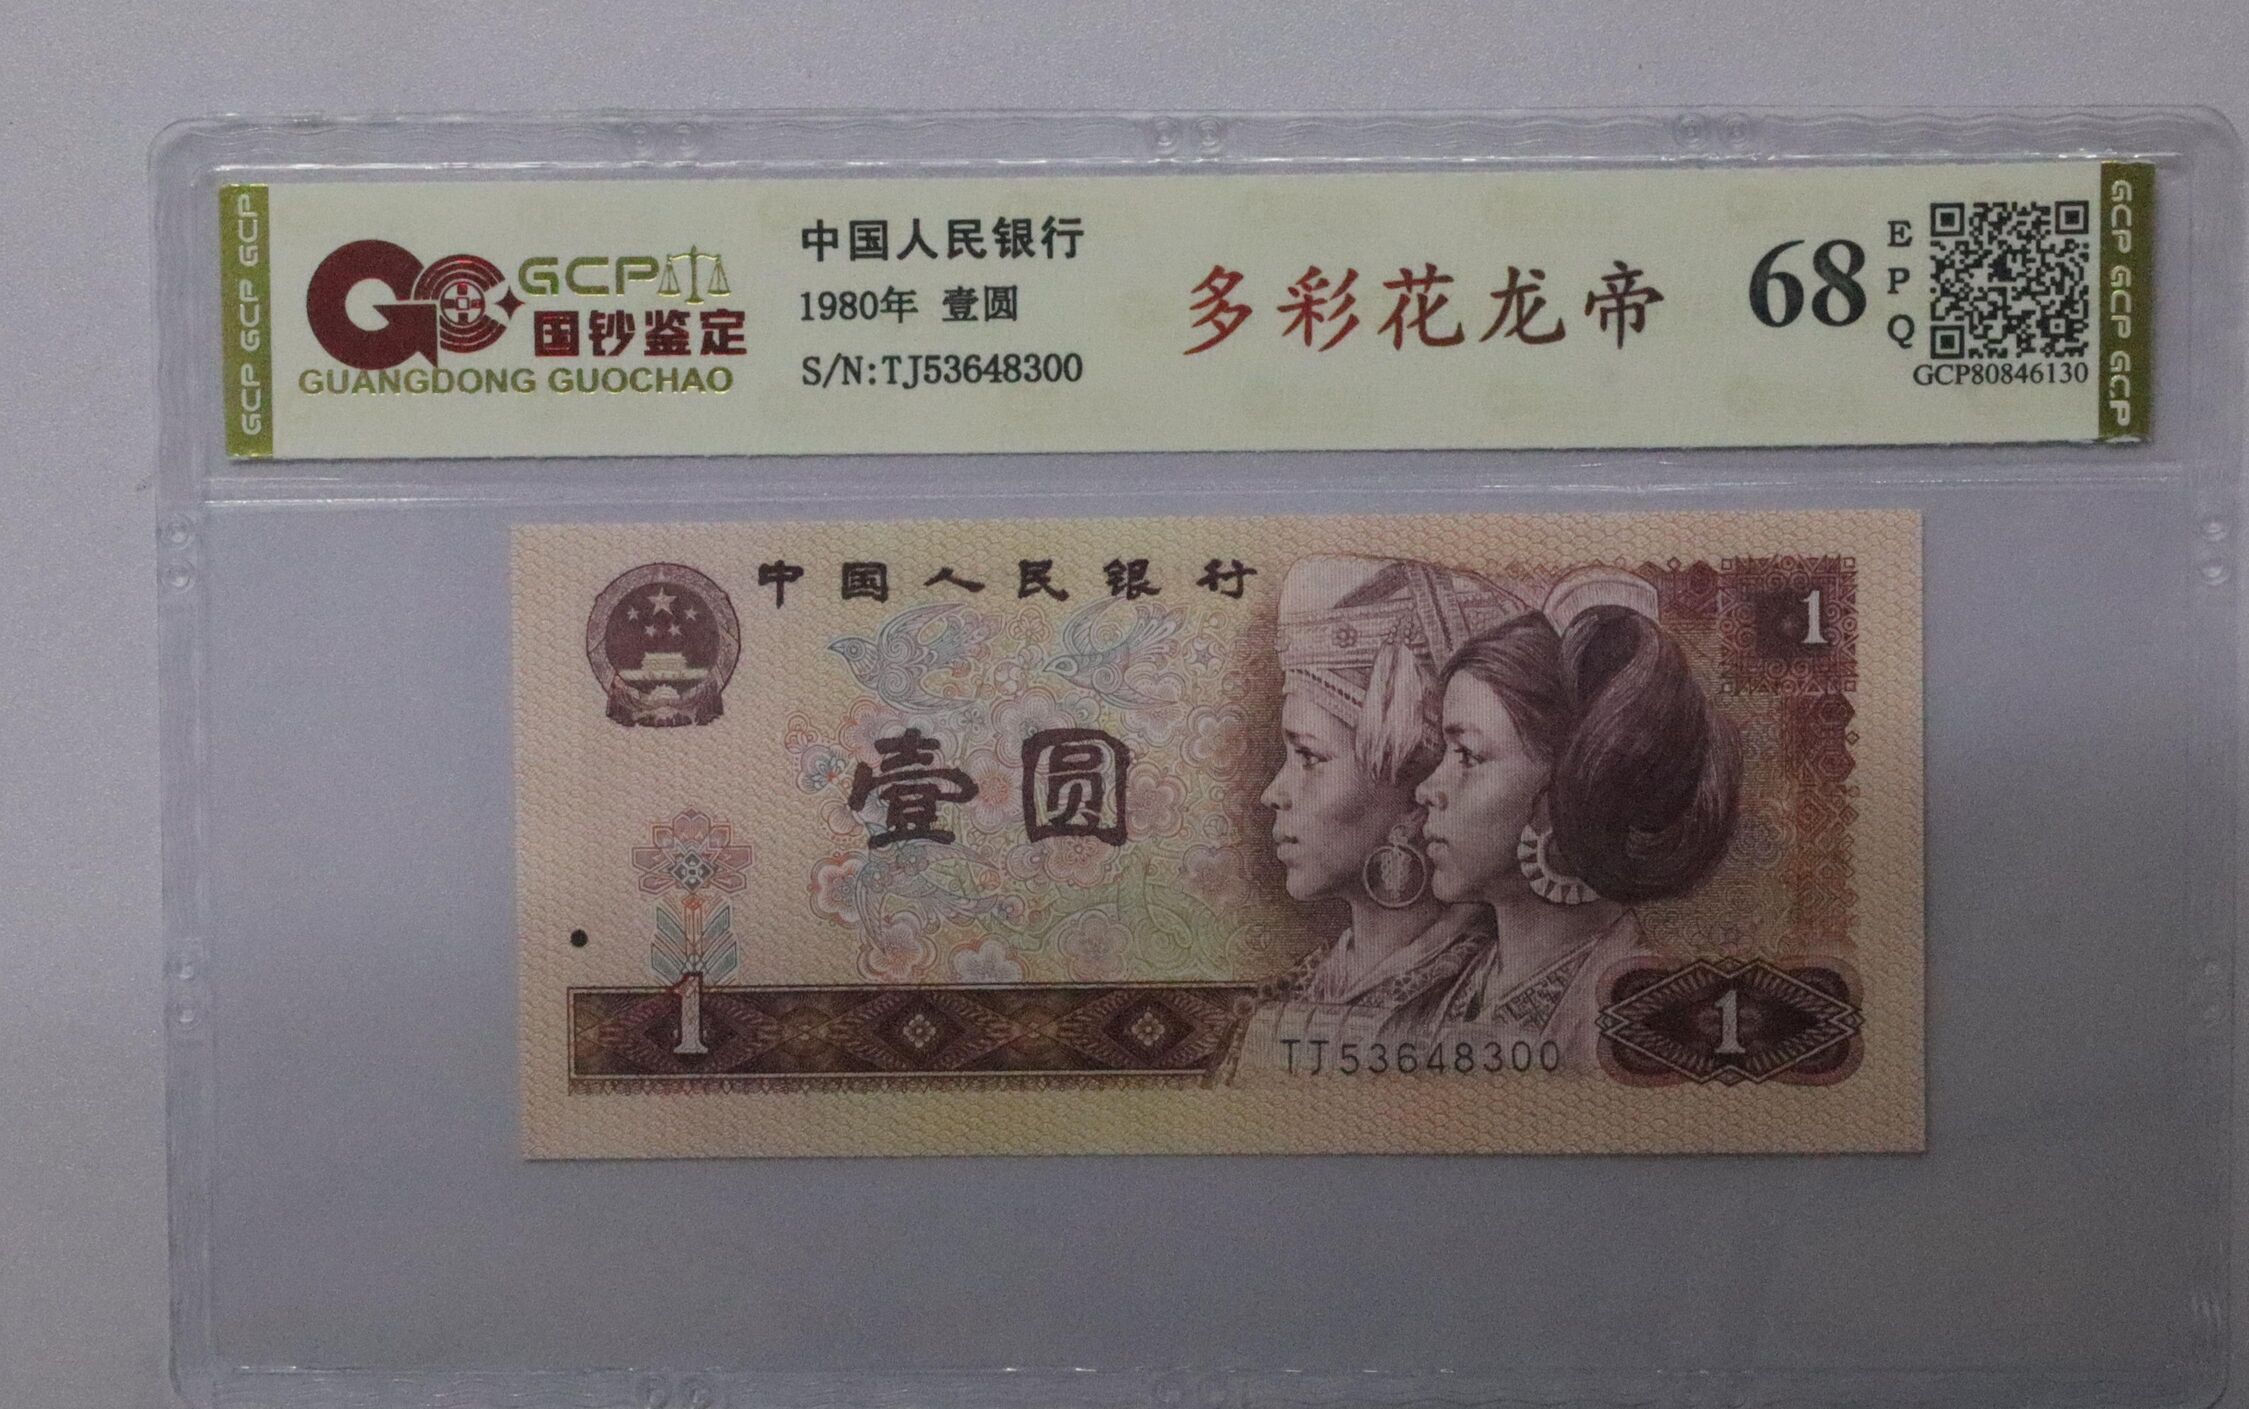 GCP GCP GCP
GCP
国钞鉴定
GUANGDONG GUOCHAO
中国人民银行
1980年 壹圆
S/N:TJ53648300
多彩花龙帝
68
EPQ
GCP80846130
GCP GCP GCP
中国人民银行
1
壹圆
1
TJ53648300
1